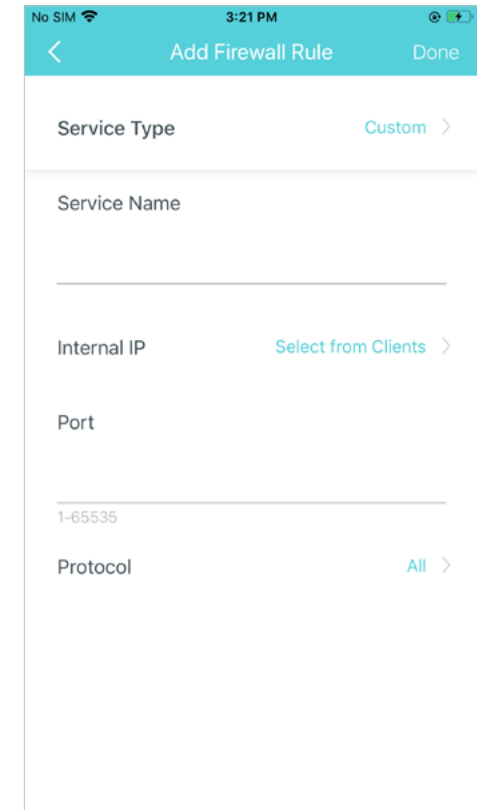 No SIM 3:21 PM
Add Firewall Rule Done
Service Type Custom
Service Name
Internal IP Select from Clients
Port
1-65535
Protocol All